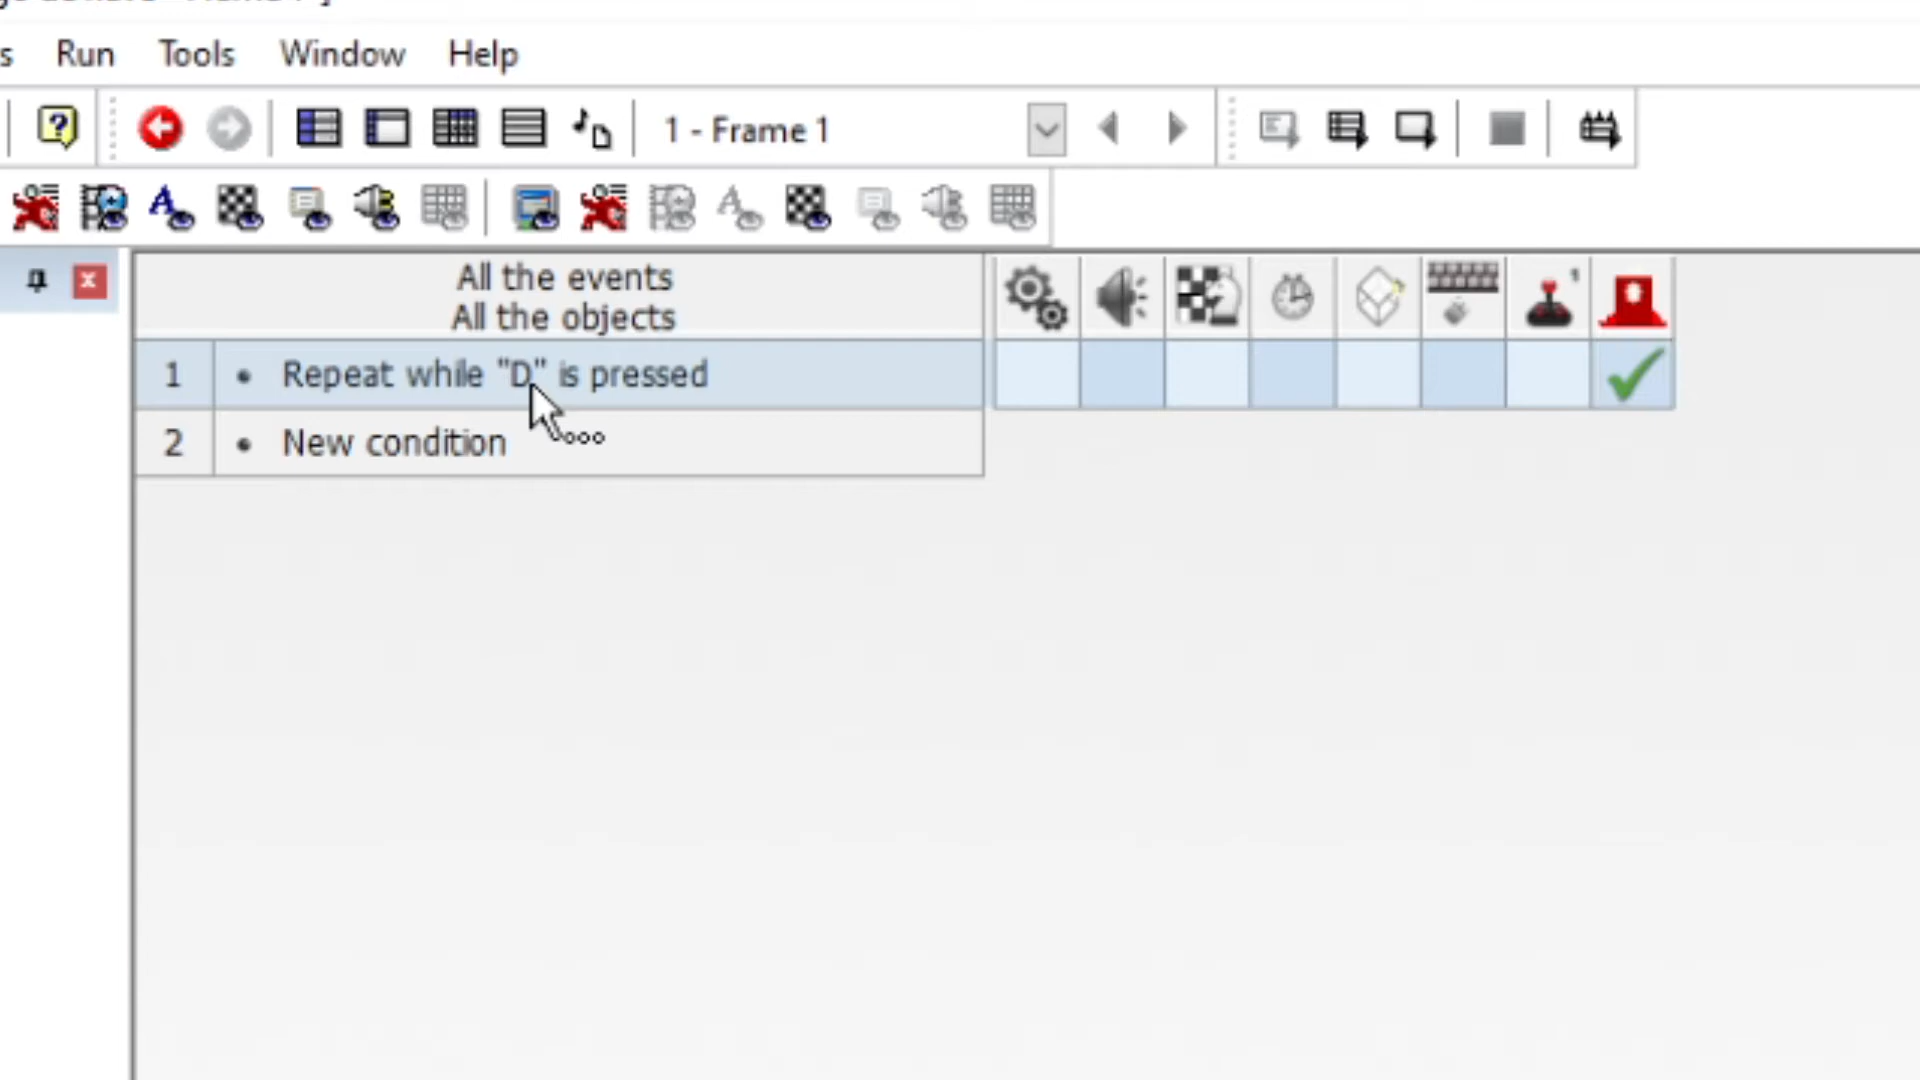 Run Tools Window Help
1 - Frame 1
All the events
All the objects
1
Repeat while "D" is pressed
2
New condition